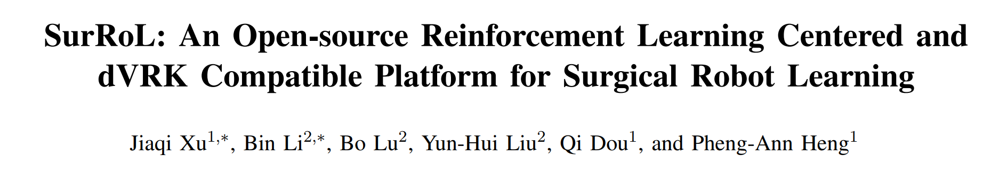 SurRoL: An Open-source Reinforcement Learning Centered and
dVRK Compatible Platform for Surgical Robot Learning
Jiaqi Xu¹,*, Bin Li²,*, Bo Lu², Yun-Hui Liu², Qi Dou¹, and Pheng-Ann Heng¹